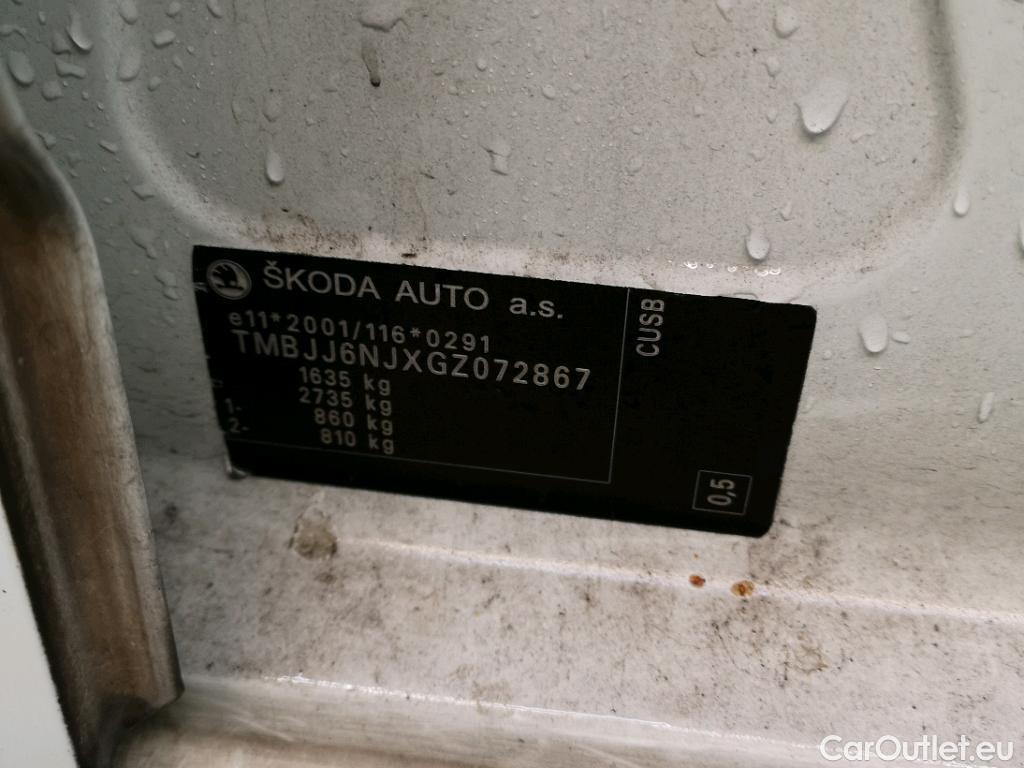 ŠKODA AUTO a.s.
e11*2001/116*0291
TMBJJ6NJXGZ072867
1635 kg
2735 kg
1- 860 kg
2- 810 kg
CUSB
0,5
CarOutlet.eu